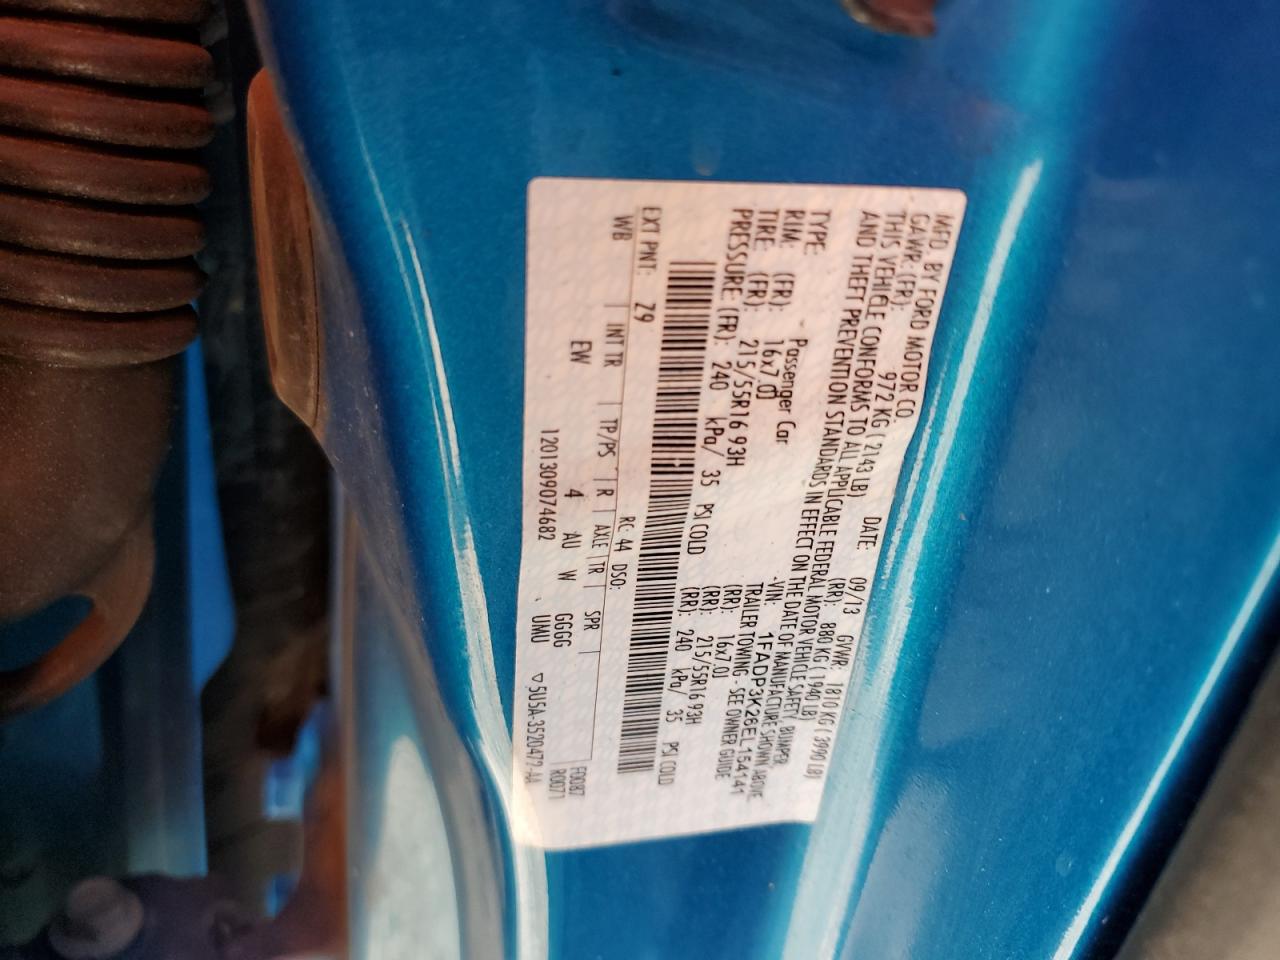 MFD. BY FORD MOTOR CO. DATE: 09/13 GVWR: 1810 KG ( 3990 LB)
GAWR: (FR): 972 KG ( 2143 LB) (RR): 880 KG ( 1940 LB)
THIS VEHICLE CONFORMS TO ALL APPLICABLE FEDERAL MOTOR VEHICLE SAFETY, BUMPER,
AND THEFT PREVENTION STANDARDS IN EFFECT ON THE DATE OF MANUFACTURE SHOWN ABOVE
-VIN: 1FADP3K26EL154141
TYPE: Passenger Car TRAILER TOWING - SEE OWNER GUIDE
RIM: (FR): 16x7.0J (RR): 16x7.0J
TIRE: (FR): 215/55R16 93H (RR): 215/55R16 93H
PRESSURE: (FR): 240 kPa/ 35 PSI COLD (RR): 240 kPa/ 35 PSI COLD
EXT PNT: Z9 RC: 44 DSO:
WB INT TR TP/PS R AXLE TR SPR
EW 4 AU W GGGG F0087
UMU R0071
1201309074682 ▽5U5A-3520472-AA